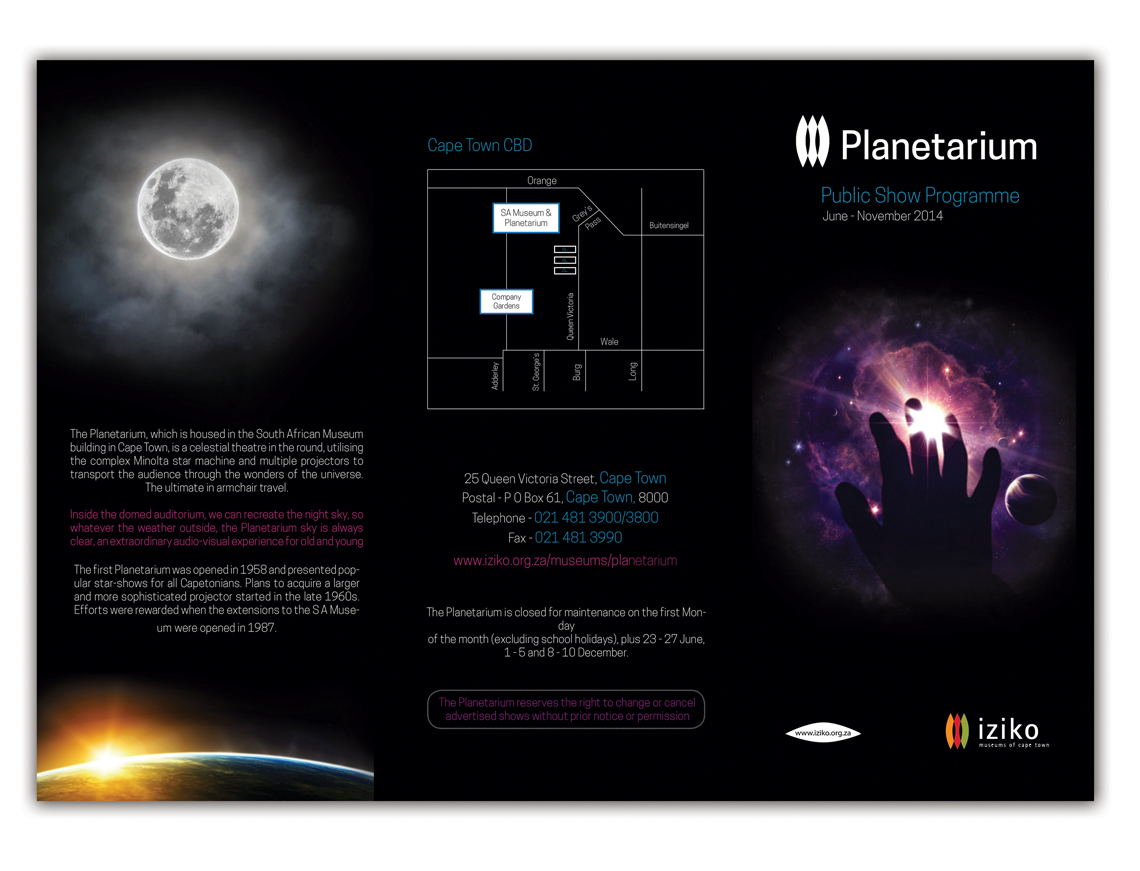 The Planetarium, which is housed in the South African Museum
building in Cape Town, is a celestial theatre in the round, utilising
the complex Minolta star machine and multiple projectors to
transport the audience through the wonders of the universe.
The ultimate in armchair travel.
Inside the domed auditorium, we can recreate the night sky, so
whatever the weather outside, the Planetarium sky is always
clear, an extraordinary audio-visual experience for old and young
The first Planetarium was opened in 1958 and presented pop-
ular star-shows for all Capetonians. Plans to acquire a larger
and more sophisticated projector started in the late 1960s.
Efforts were rewarded when the extensions to the S A Muse-
um were opened in 1987.
Cape Town CBD
Orange
SA Museum &
Planetarium
Grey's
Pass
Buitensingel
Company
Gardens
Queen Victoria
Wale
Adderley
St. George's
Burg
Long
25 Queen Victoria Street, Cape Town
Postal - P O Box 61, Cape Town, 8000
Telephone - 021 481 3900/3800
Fax - 021 481 3990
www.iziko.org.za/museums/planetarium
The Planetarium is closed for maintenance on the first Mon-
day
of the month (excluding school holidays), plus 23 - 27 June,
1 - 5 and 8 - 10 December.
The Planetarium reserves the right to change or cancel
advertised shows without prior notice or permission
Planetarium
Public Show Programme
June - November 2014
www.iziko.org.za
iziko
museums of cape town